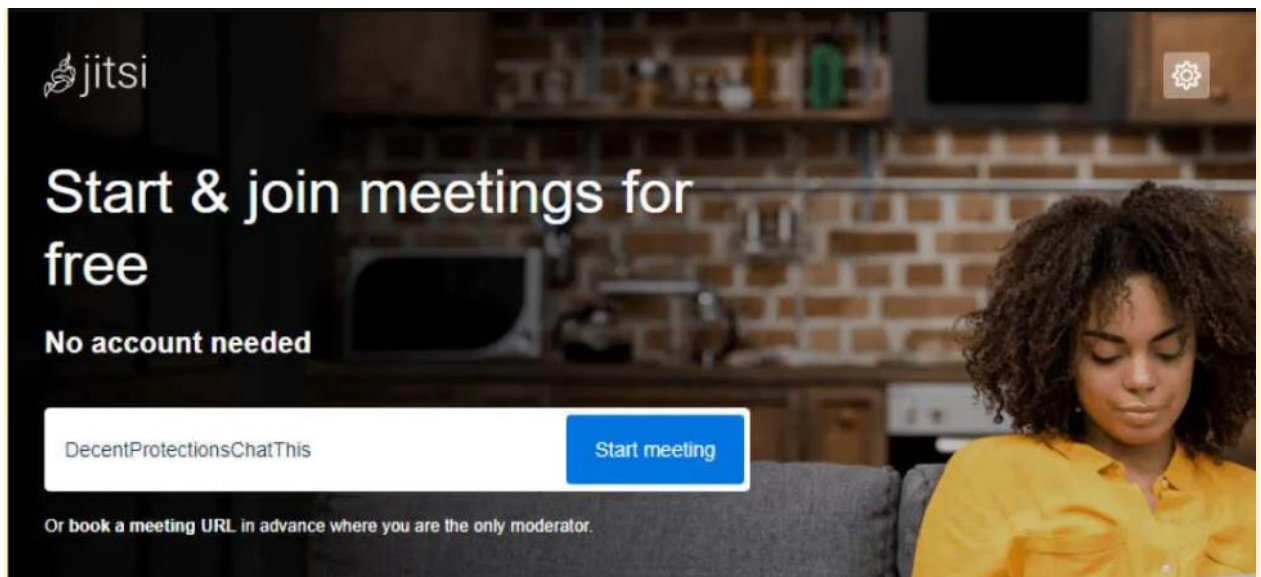 jitsi
Start & join meetings for
free
No account needed
DecentProtectionsChatThis
Start meeting
Or book a meeting URL in advance where you are the only moderator.